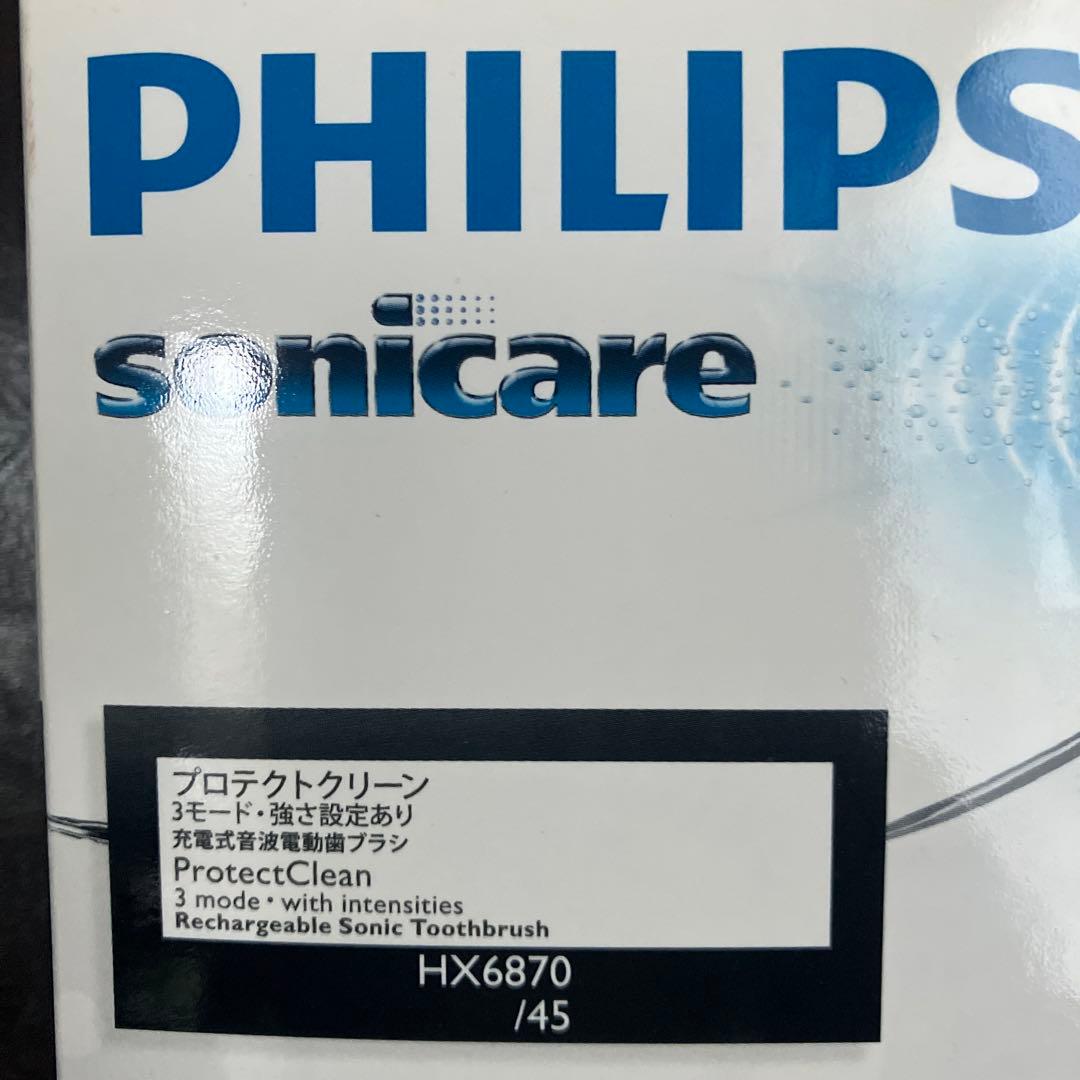 PHILIPS
sonicare
プロテクトクリーン
3モード・強さ設定あり
充電式音波電動歯ブラシ
ProtectClean
3 mode・with intensities
Rechargeable Sonic Toothbrush
HX6870
/45